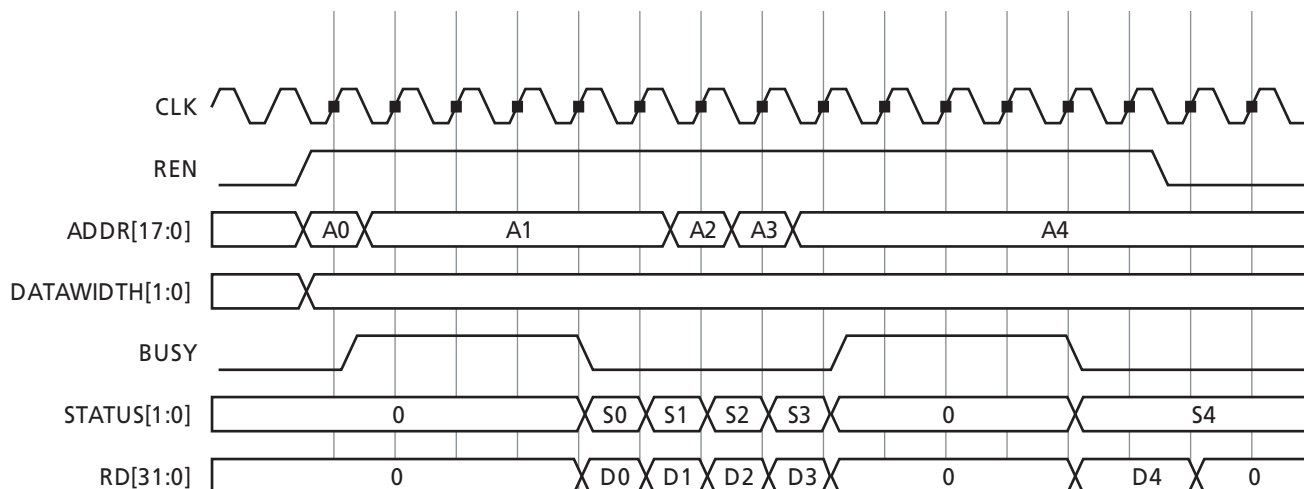 CLK
REN
ADDR[17:0] A0 A1 A2 A3 A4
DATAWIDTH[1:0]
BUSY
STATUS[1:0] 0 S0 S1 S2 S3 0 S4
RD[31:0] 0 D0 D1 D2 D3 0 D4 0